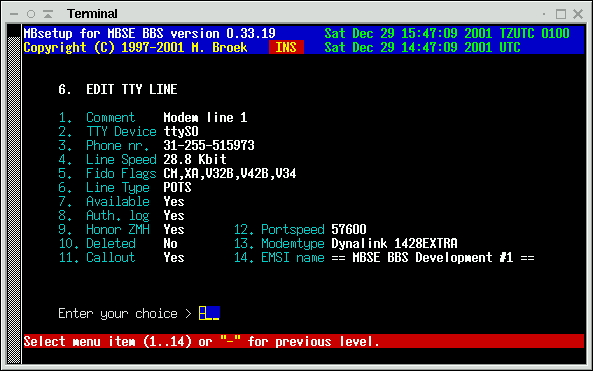 Terminal
MBsetup for MBSE BBS version 0.33.19 Sat Dec 29 15:47:09 2001 TZUTC 0100
Copyright (C) 1997-2001 M. Broek INS Sat Dec 29 14:47:09 2001 UTC
6. EDIT TTY LINE
1. Comment Modem line 1
2. TTY Device ttyS0
3. Phone nr. 31-255-515973
4. Line Speed 28.8 Kbit
5. Fido Flags CM,XA,V32B,V42B,V34
6. Line Type POTS
7. Available Yes
8. Auth. log Yes
9. Honor ZMH Yes 12. Portspeed 57600
10. Deleted No 13. Modemtype Dynalink 1428EXTRA
11. Callout Yes 14. EMSI name == MBSE BBS Development #1 ==
Enter your choice > -__
Select menu item (1..14) or "-" for previous level.